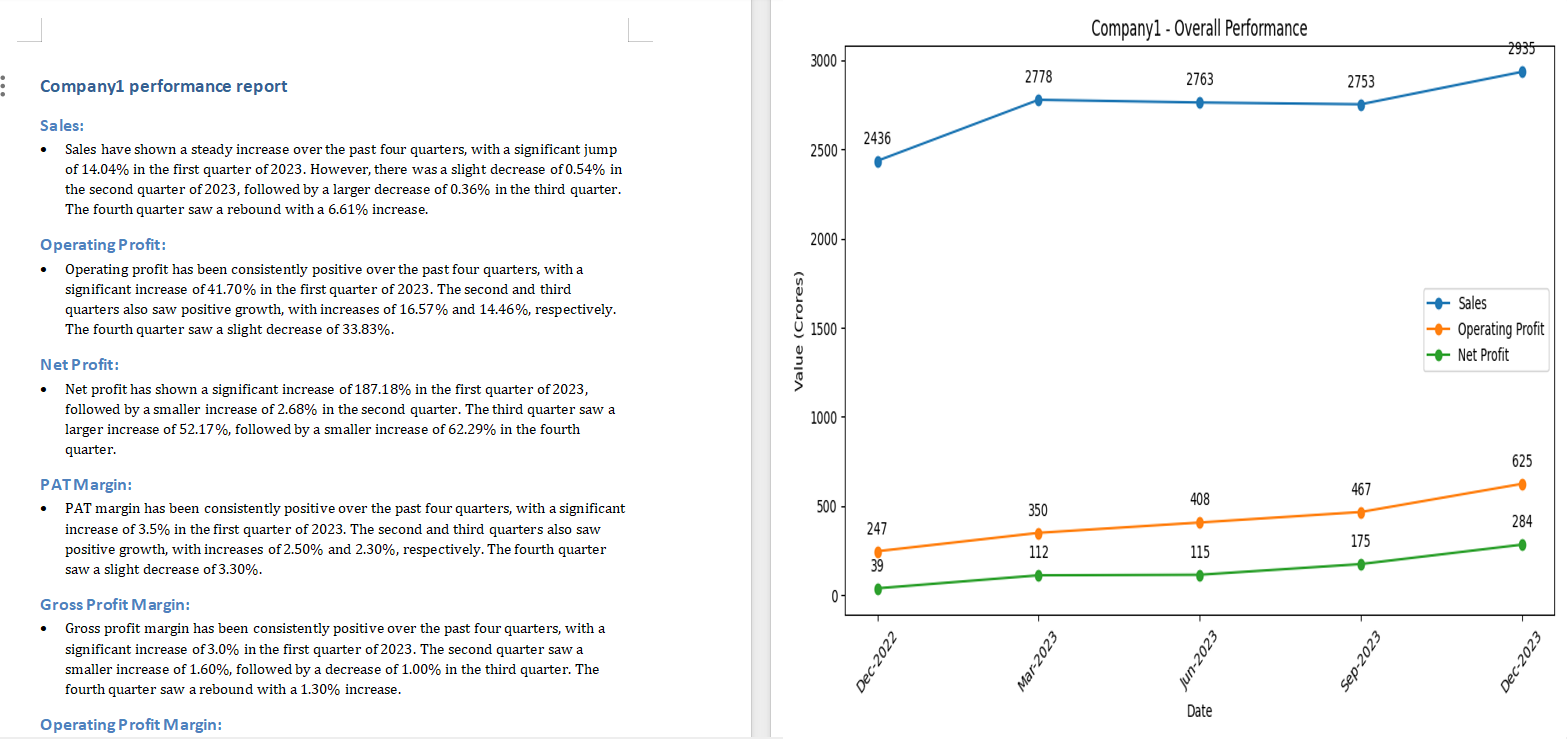 Company1 performance report
Sales:
• Sales have shown a steady increase over the past four quarters, with a significant jump
of 14.04% in the first quarter of 2023. However, there was a slight decrease of 0.54% in
the second quarter of 2023, followed by a larger decrease of 0.36% in the third quarter.
The fourth quarter saw a rebound with a 6.61% increase.
Operating Profit:
• Operating profit has been consistently positive over the past four quarters, with a
significant increase of 41.70% in the first quarter of 2023. The second and third
quarters also saw positive growth, with increases of 16.57% and 14.46%, respectively.
The fourth quarter saw a slight decrease of 33.83%.
Net Profit:
• Net profit has shown a significant increase of 187.18% in the first quarter of 2023,
followed by a smaller increase of 2.68% in the second quarter. The third quarter saw a
larger increase of 52.17%, followed by a smaller increase of 62.29% in the fourth
quarter.
PAT Margin:
• PAT margin has been consistently positive over the past four quarters, with a significant
increase of 3.5% in the first quarter of 2023. The second and third quarters also saw
positive growth, with increases of 2.50% and 2.30%, respectively. The fourth quarter
saw a slight decrease of 3.30%.
Gross Profit Margin:
• Gross profit margin has been consistently positive over the past four quarters, with a
significant increase of 3.0% in the first quarter of 2023. The second quarter saw a
smaller increase of 1.60%, followed by a decrease of 1.00% in the third quarter. The
fourth quarter saw a rebound with a 1.30% increase.
Operating Profit Margin:
Company1 - Overall Performance
Value (Crores)
3000
2500
2000
1500
1000
500
0
2436
2778
2763
2753
2935
247
350
408
467
625
39
112
115
175
284
Sales
Operating Profit
Net Profit
Dec-2022
Mar-2023
Jun-2023
Sep-2023
Dec-2023
Date